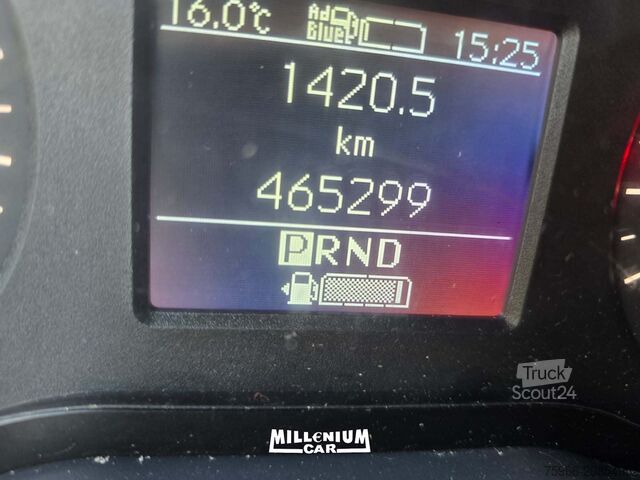 16.0°C Ad Blue 15:25
1420.5
km
465299
PRND
Truck
Scout24
MILLENIUM
CAR